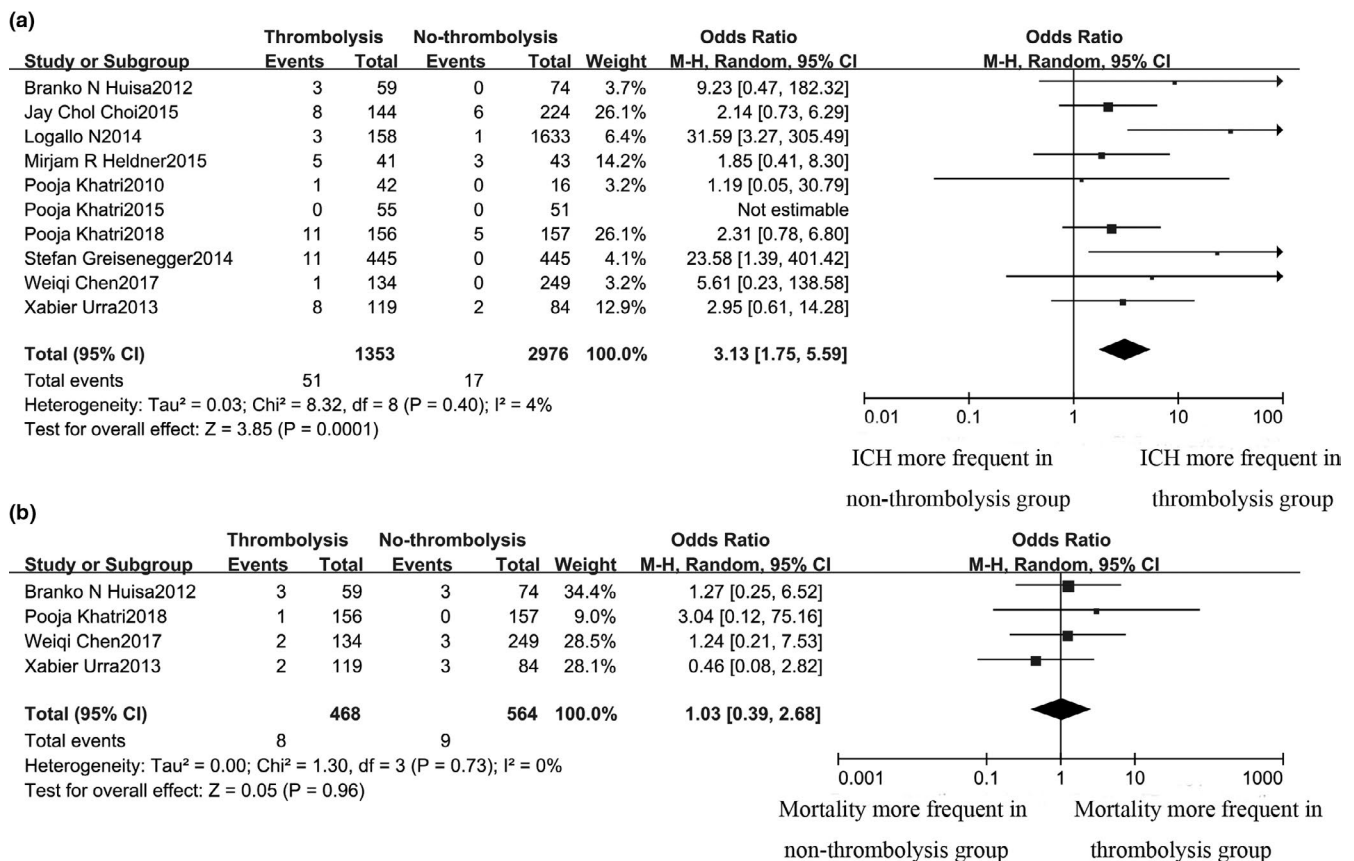 (a)
Thrombolysis No-thrombolysis Odds Ratio Odds Ratio
Study or Subgroup Events Total Events Total Weight M-H, Random, 95% CI M-H, Random, 95% CI
Branko N Huisa2012 3 59 0 74 3.7% 9.23 [0.47, 182.32]
Jay Chol Choi2015 8 144 6 224 26.1% 2.14 [0.73, 6.29]
Logallo N2014 3 158 1 1633 6.4% 31.59 [3.27, 305.49]
Mirjam R Heldner2015 5 41 3 43 14.2% 1.85 [0.41, 8.30]
Pooja Khatri2010 1 42 0 16 3.2% 1.19 [0.05, 30.79]
Pooja Khatri2015 0 55 0 51 Not estimable
Pooja Khatri2018 11 156 5 157 26.1% 2.31 [0.78, 6.80]
Stefan Greisenegger2014 11 445 0 445 4.1% 23.58 [1.39, 401.42]
Weiqi Chen2017 1 134 0 249 3.2% 5.61 [0.23, 138.58]
Xabier Urra2013 8 119 2 84 12.9% 2.95 [0.61, 14.28]
Total (95% CI) 1353 2976 100.0% 3.13 [1.75, 5.59]
Total events 51 17
Heterogeneity: Tau² = 0.03; Chi² = 8.32, df = 8 (P = 0.40); I² = 4%
Test for overall effect: Z = 3.85 (P = 0.0001)
0.01 0.1 1 10 100
ICH more frequent in ICH more frequent in
non-thrombolysis group thrombolysis group
(b)
Thrombolysis No-thrombolysis Odds Ratio Odds Ratio
Study or Subgroup Events Total Events Total Weight M-H, Random, 95% CI M-H, Random, 95% CI
Branko N Huisa2012 3 59 3 74 34.4% 1.27 [0.25, 6.52]
Pooja Khatri2018 1 156 0 157 9.0% 3.04 [0.12, 75.16]
Weiqi Chen2017 2 134 3 249 28.5% 1.24 [0.21, 7.53]
Xabier Urra2013 2 119 3 84 28.1% 0.46 [0.08, 2.82]
Total (95% CI) 468 564 100.0% 1.03 [0.39, 2.68]
Total events 8 9
Heterogeneity: Tau² = 0.00; Chi² = 1.30, df = 3 (P = 0.73); I² = 0%
Test for overall effect: Z = 0.05 (P = 0.96)
0.001 0.1 1 10 1000
Mortality more frequent in Mortality more frequent in
non-thrombolysis group thrombolysis group